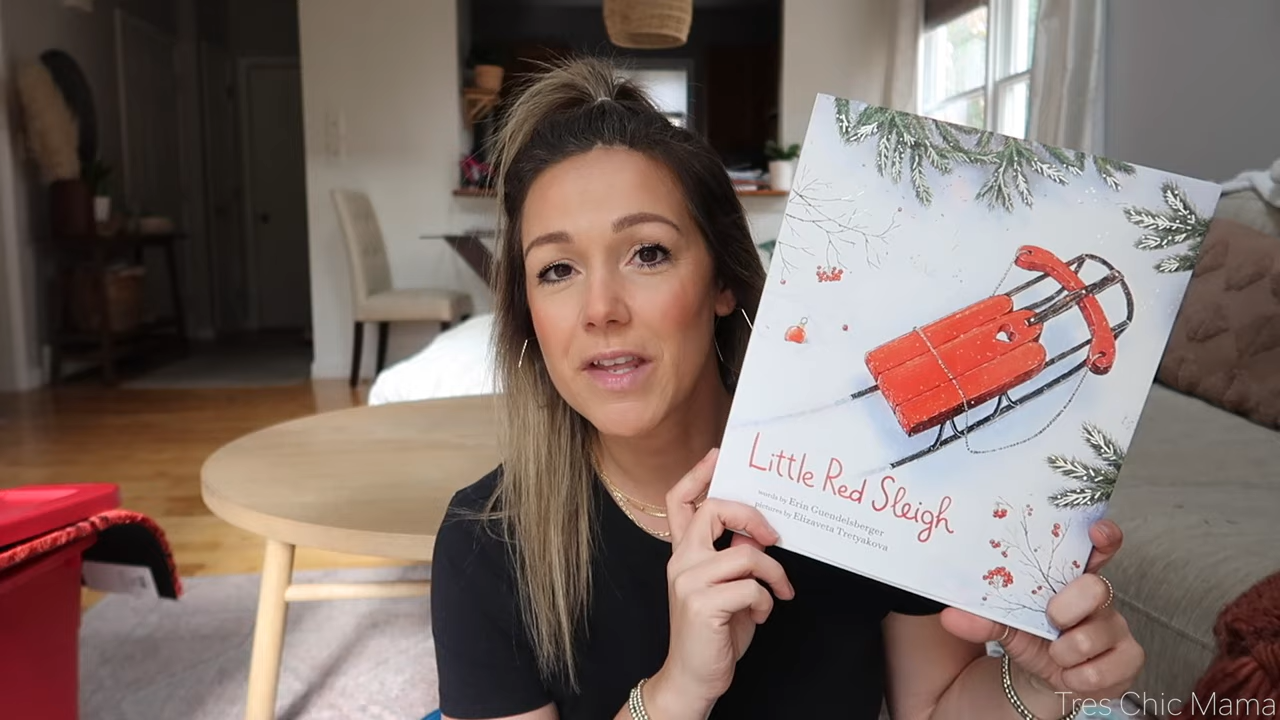 Little Red Sleigh
words by Erin Guendelsberger
pictures by Elizaveta Tretyakova
Tres Chic Mama